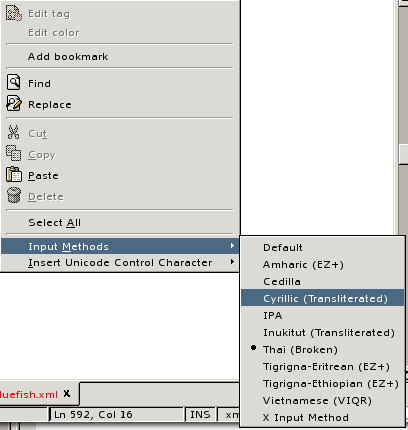 Edit tag
Edit color
Add bookmark
Find
Replace
Cut
Copy
Paste
Delete
Select All
Input Methods
Insert Unicode Control Character
Default
Amharic (EZ+)
Cedilla
Cyrillic (Transliterated)
IPA
Inukitut (Transliterated)
Thai (Broken)
Tigrigna-Eritrean (EZ+)
Tigrigna-Ethiopian (EZ+)
Vietnamese (VIQR)
X Input Method
luefish.xml X
Ln 592, Col 16 INS xm